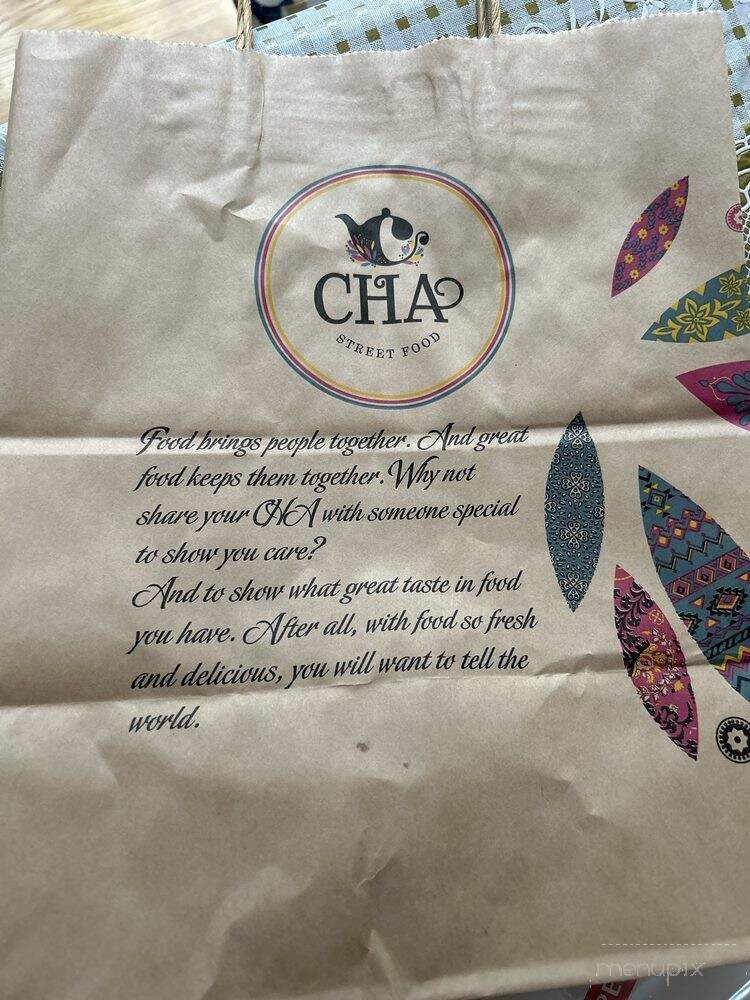 CHA
STREET FOOD
Food brings people together. And great
food keeps them together. Why not
share your CHA with someone special
to show you care?
And to show what great taste in food
you have. After all, with food so fresh
and delicious, you will want to tell the
world.
menupix